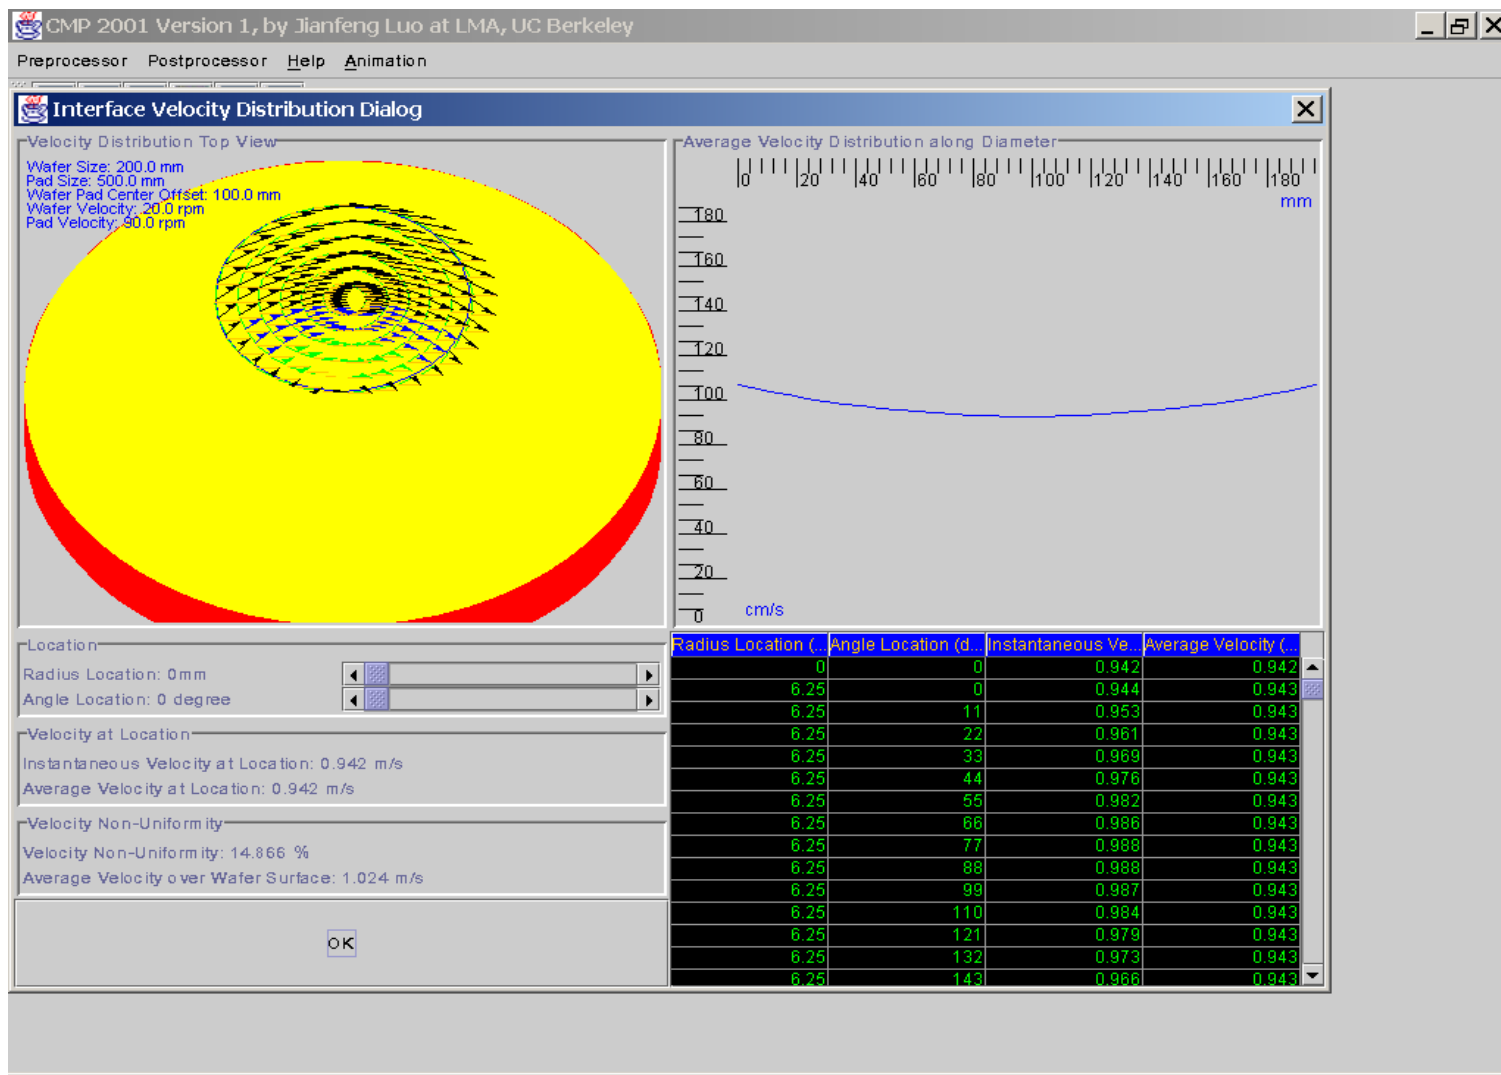 CMP 2001 Version 1, by Jianfeng Luo at LMA, UC Berkeley
Preprocessor Postprocessor Help Animation
Interface Velocity Distribution Dialog
Velocity Distribution Top View
Wafer Size: 200.0 mm
Pad Size: 500.0 mm
Wafer Pad Center Offset: 100.0 mm
Wafer Velocity: 20.0 rpm
Pad Velocity: 90.0 rpm
Average Velocity Distribution along Diameter
0 20 40 60 80 100 120 140 160 180
mm
180
160
140
120
100
80
60
40
20
0
cm/s
Location
Radius Location: 0mm
Angle Location: 0 degree
Velocity at Location
Instantaneous Velocity at Location: 0.942 m/s
Average Velocity at Location: 0.942 m/s
Velocity Non-Uniformity
Velocity Non-Uniformity: 14.866 %
Average Velocity over Wafer Surface: 1.024 m/s
OK
Radius Location (... Angle Location (d... Instantaneous Ve... Average Velocity (...
0 0 0.942 0.942
6.25 0 0.944 0.943
6.25 11 0.953 0.943
6.25 22 0.961 0.943
6.25 33 0.969 0.943
6.25 44 0.976 0.943
6.25 55 0.982 0.943
6.25 66 0.986 0.943
6.25 77 0.988 0.943
6.25 88 0.988 0.943
6.25 99 0.987 0.943
6.25 110 0.984 0.943
6.25 121 0.979 0.943
6.25 132 0.973 0.943
6.25 143 0.966 0.943